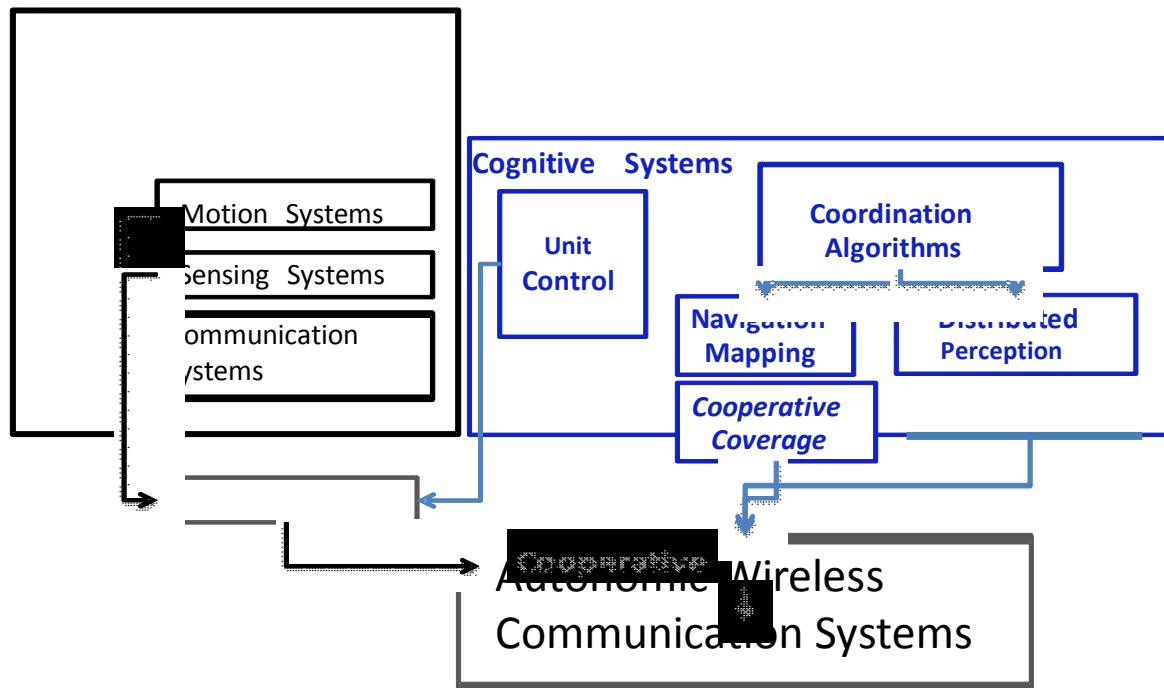 Cognitive Systems
Motion Systems
Sensing Systems
ommunication
ystems
Unit
Control
Coordination
Algorithms
Navigation
Mapping
Distributed
Perception
Cooperative
Coverage
Cooperative
Autonomic Wireless
Communication Systems